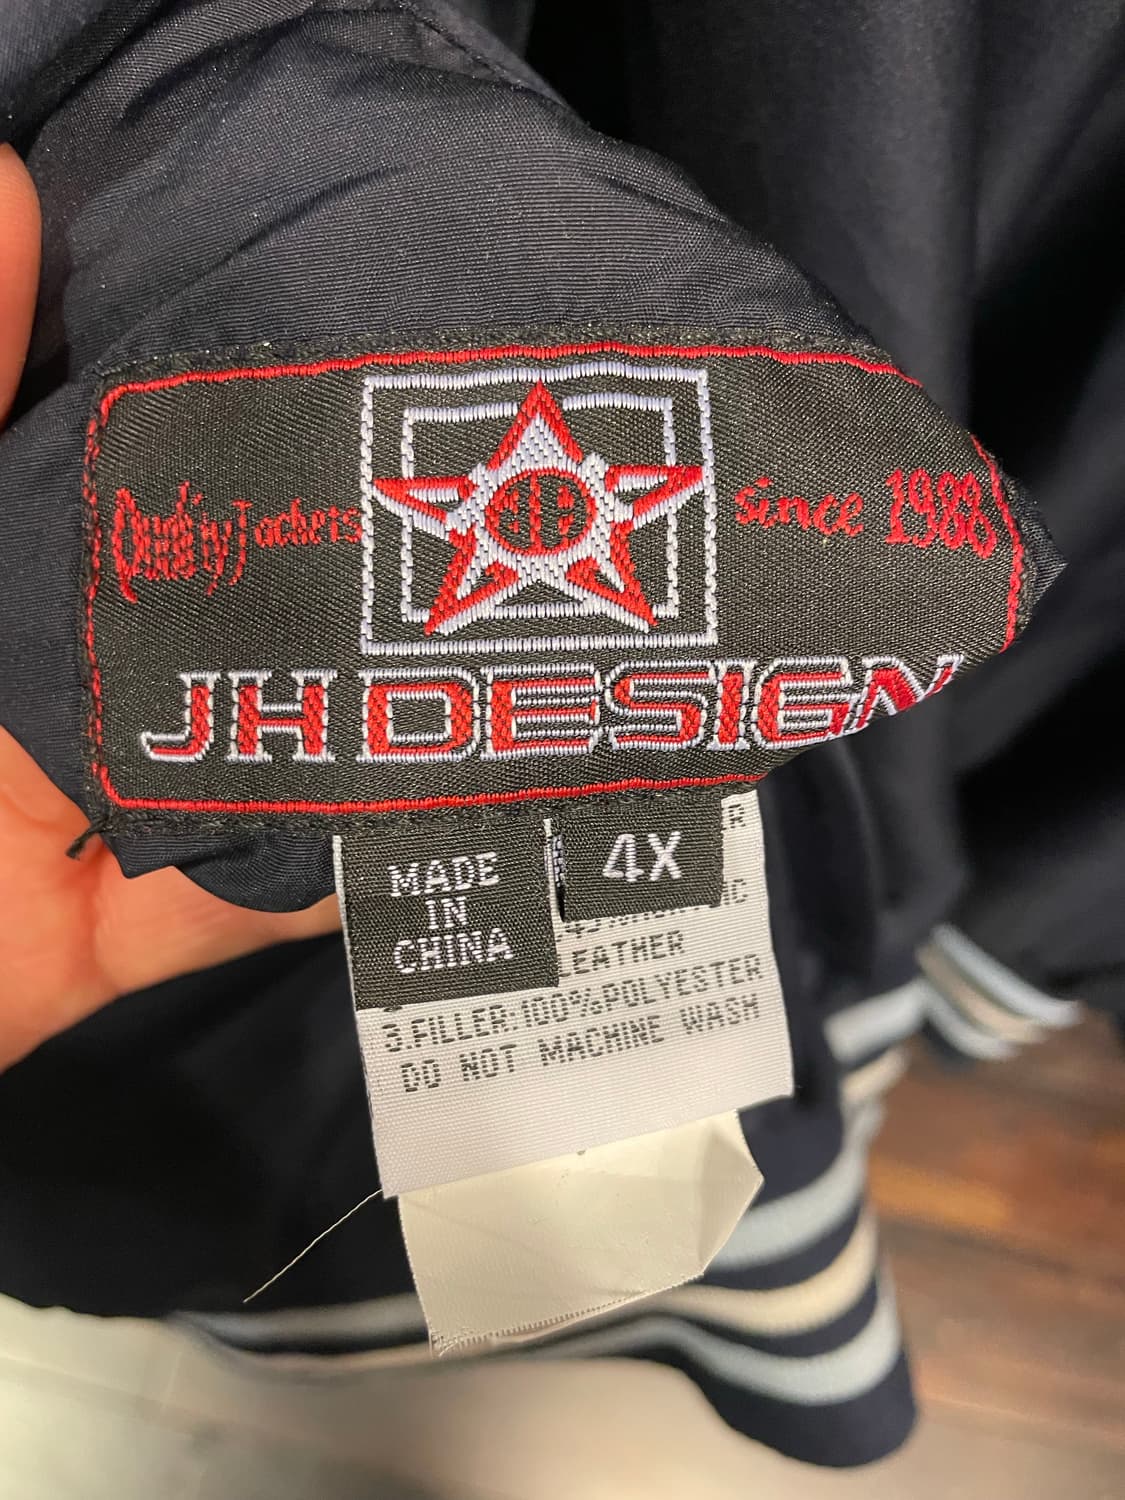 Quality Jackets
since 1988
JH
JH DESIGN
MADE
IN
CHINA
4X
LEATHER
3.FILLER:100%POLYESTER
DO NOT MACHINE WASH